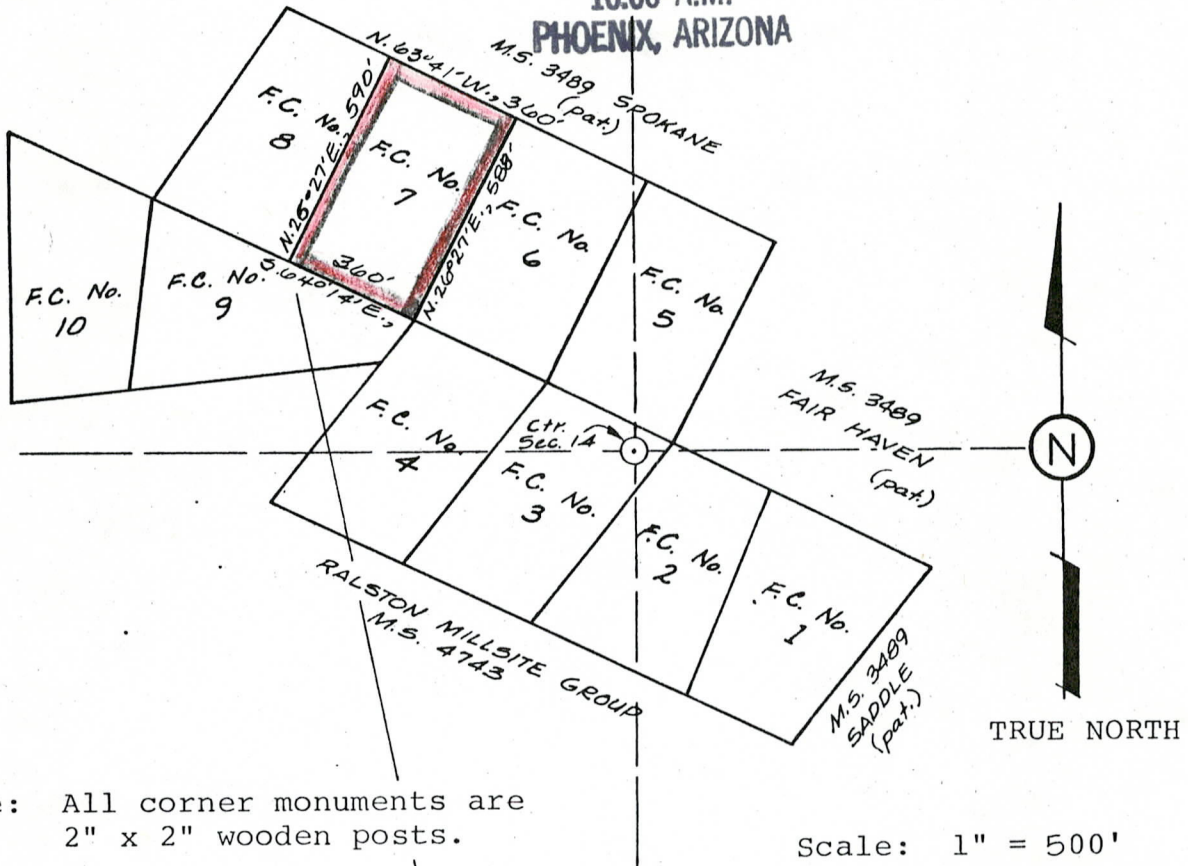 PHOENIX, ARIZONA
N. 63°41'W., 360'
M.S. 3489 SPOKANE
(pat.)
F.C. No.
8
N.26°27'E., 590'
F.C. No.
7
N.26°27'E., 588'
F.C. No.
6
F.C. No.
5
360'
S.64°14'E.,
F.C. No.
9
F.C. No.
10
M.S. 3489
FAIR HAVEN
(pat.)
F.C. No.
4
Ctr.
Sec. 14
F.C. No.
3
N
F.C. No.
2
F.C. No.
1
RALSTON MILLSITE GROUP
M.S. 4743
M.S. 3489
SADDLE
(pat.)
TRUE NORTH
All corner monuments are
2" x 2" wooden posts.
Scale: 1" = 500'